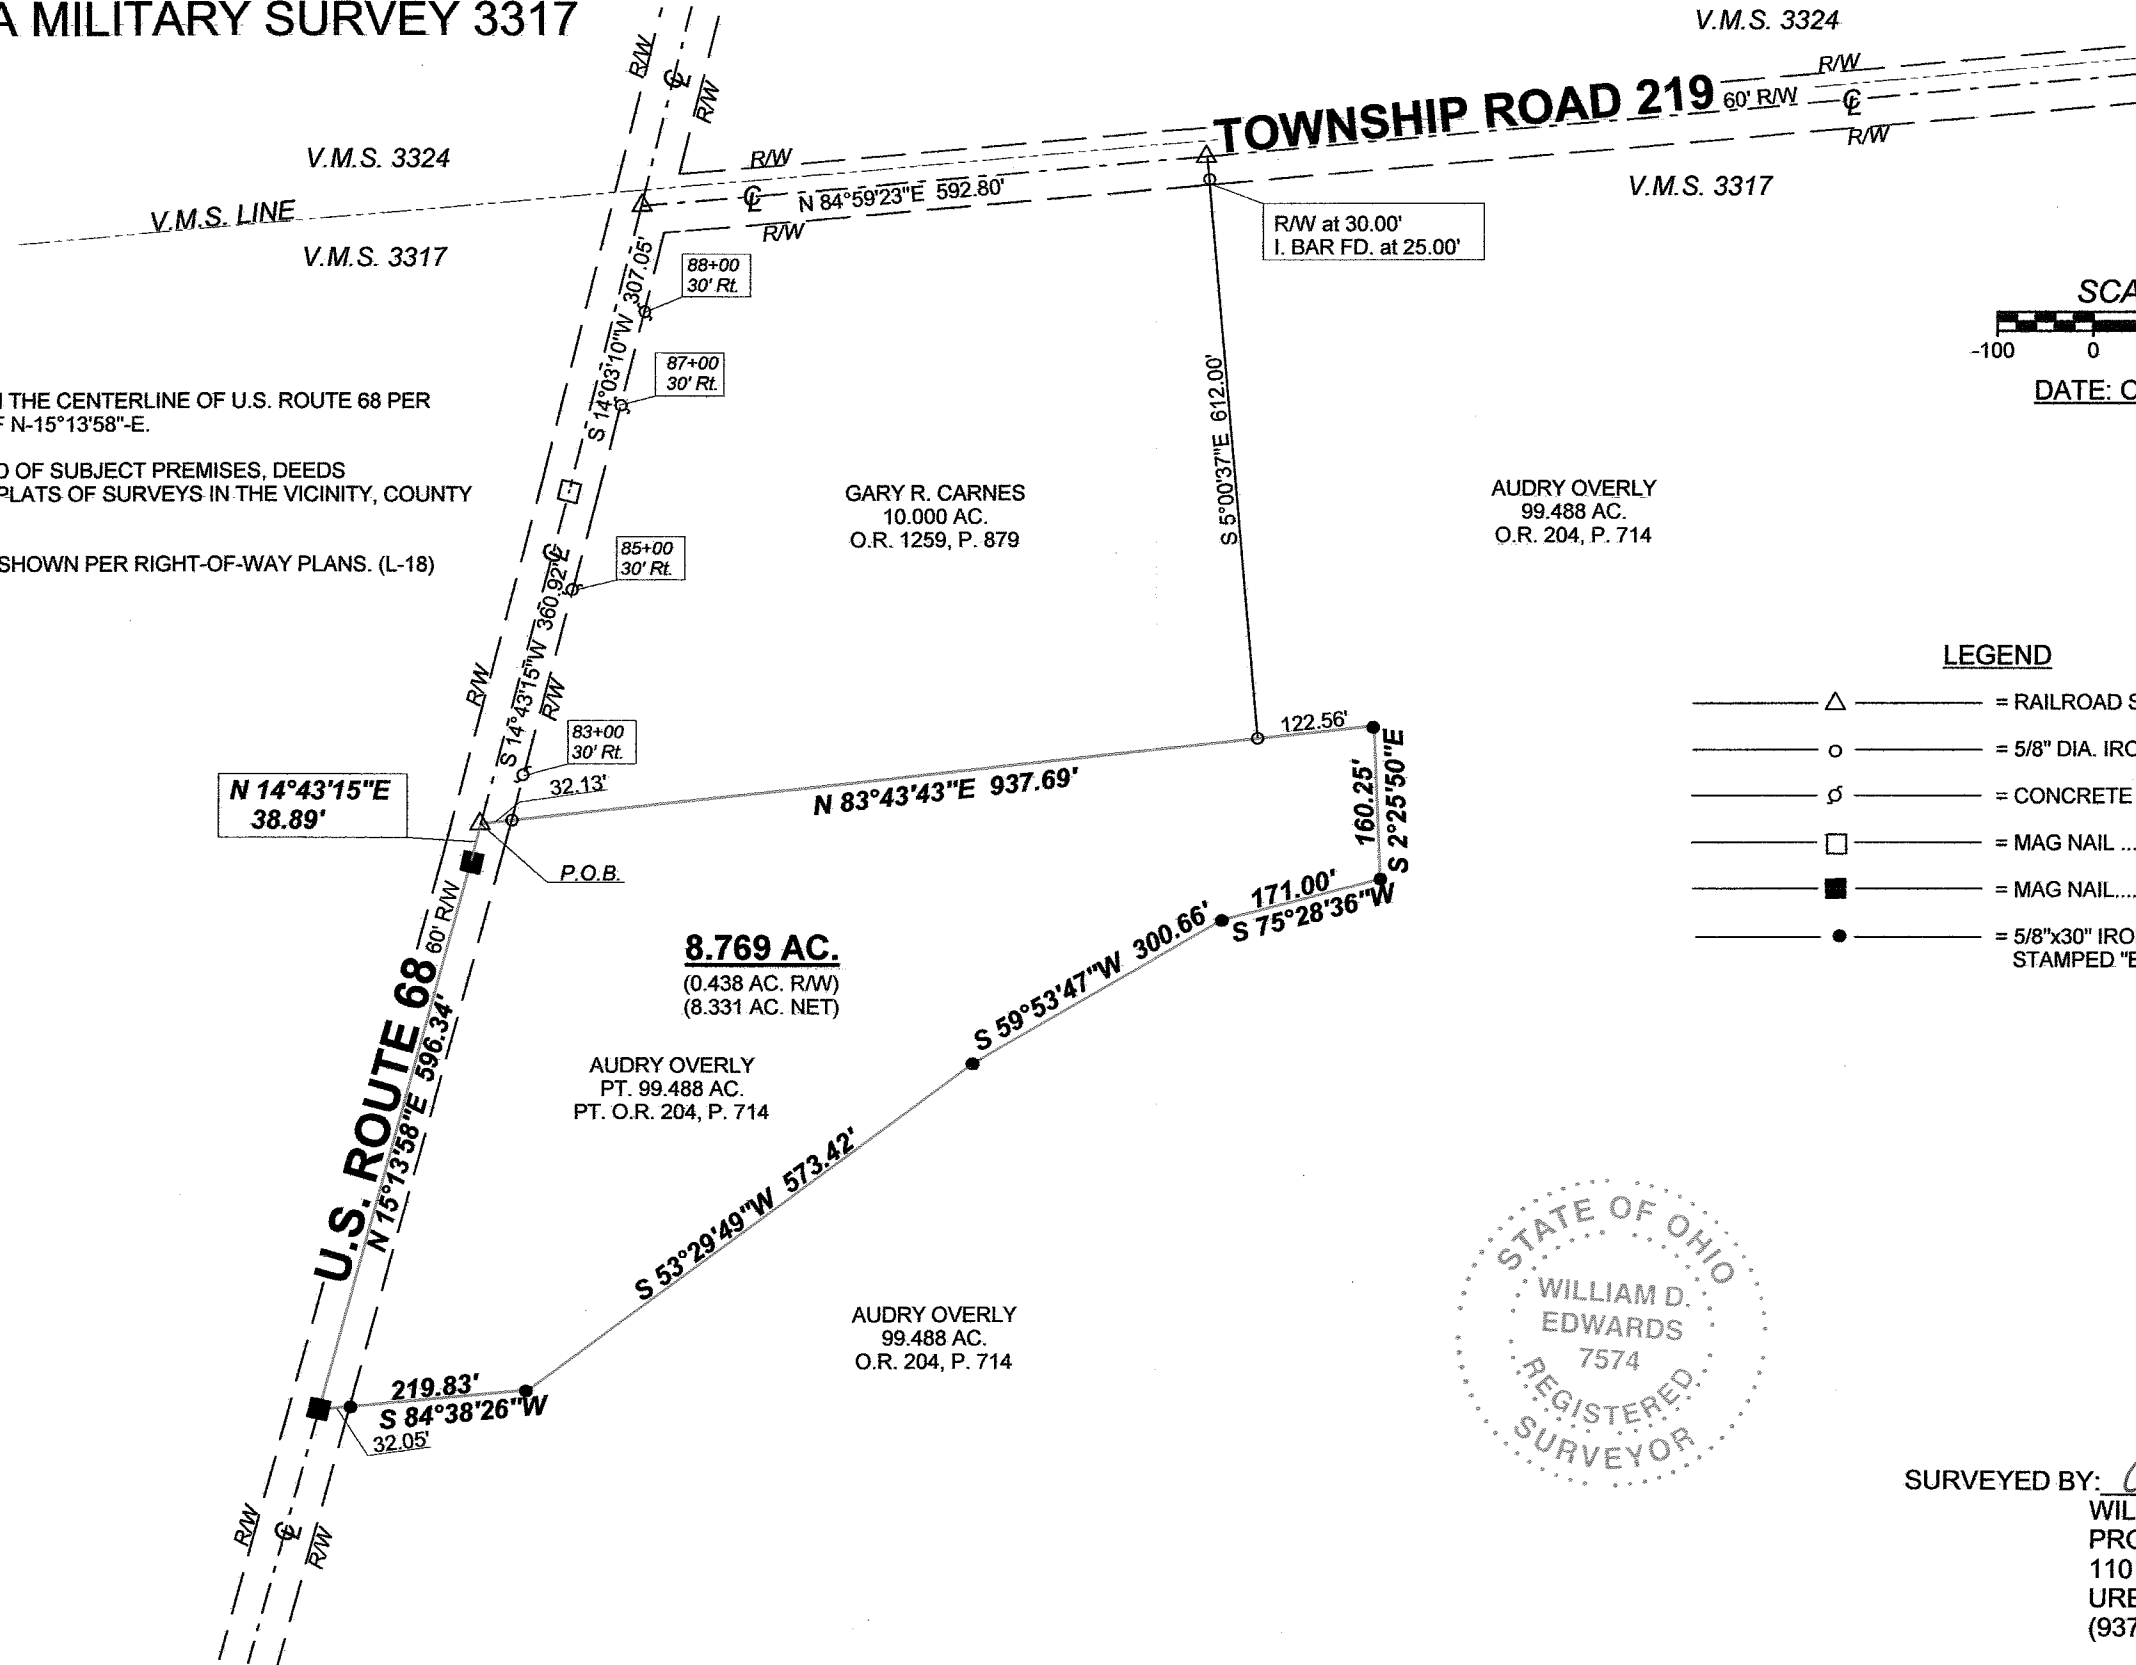 A MILITARY SURVEY 3317
V.M.S. 3324
R/W
R/W
℄
R/W
TOWNSHIP ROAD 219
60' R/W
℄
R/W
V.M.S. 3324
R/W
V.M.S. 3317
V.M.S. LINE
℄
N 84°59'23"E 592.80'
R/W
R/W at 30.00'
I. BAR FD. at 25.00'
V.M.S. 3317
88+00
30' Rt.
S 14°03'10"W 307.05'
87+00
30' Rt.
-100 0
THE CENTERLINE OF U.S. ROUTE 68 PER
N-15°13'58"-E.
OF SUBJECT PREMISES, DEEDS
PLATS OF SURVEYS IN THE VICINITY, COUNTY
SHOWN PER RIGHT-OF-WAY PLANS. (L-18)
DATE:
S 5°00'37"E 612.00'
GARY R. CARNES
10.000 AC.
O.R. 1259, P. 879
AUDRY OVERLY
99.488 AC.
O.R. 204, P. 714
℄
85+00
30' Rt.
S 14°43'15"W 360.92'
R/W
R/W
83+00
30' Rt.
LEGEND
= RAILROAD
= 5/8" DIA.
= CONCRETE
= MAG NAIL ...
= MAG NAIL....
= 5/8"x30"
STAMPED
122.56'
N 83°43'43"E 937.69'
32.13'
N 14°43'15"E
38.89'
P.O.B.
160.25'
S 2°25'50"E
171.00'
S 75°28'36"W
S 59°53'47"W 300.66'
60' R/W
8.769 AC.
(0.438 AC. R/W)
(8.331 AC. NET)
U.S. ROUTE 68
N 15°13'58"E 596.34'
AUDRY OVERLY
PT. 99.488 AC.
PT. O.R. 204, P. 714
S 53°29'49"W 573.42'
AUDRY OVERLY
99.488 AC.
O.R. 204, P. 714
219.83'
S 84°38'26"W
32.05'
R/W
℄
R/W
STATE OF OHIO
WILLIAM D.
EDWARDS
7574
REGISTERED
SURVEYOR
SURVEYED BY:
110
(937